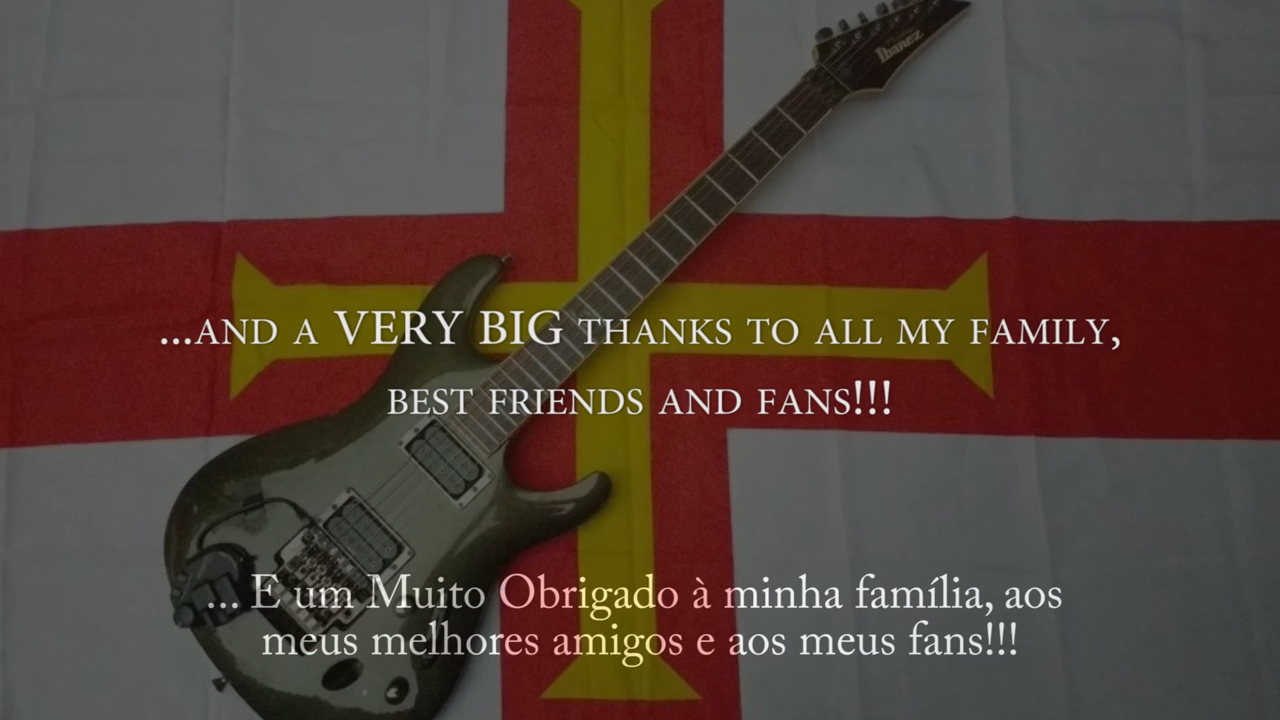 Ibanez
...AND A VERY BIG THANKS TO ALL MY FAMILY,
BEST FRIENDS AND FANS!!!
... E um Muito Obrigado à minha família, aos
meus melhores amigos e aos meus fans!!!